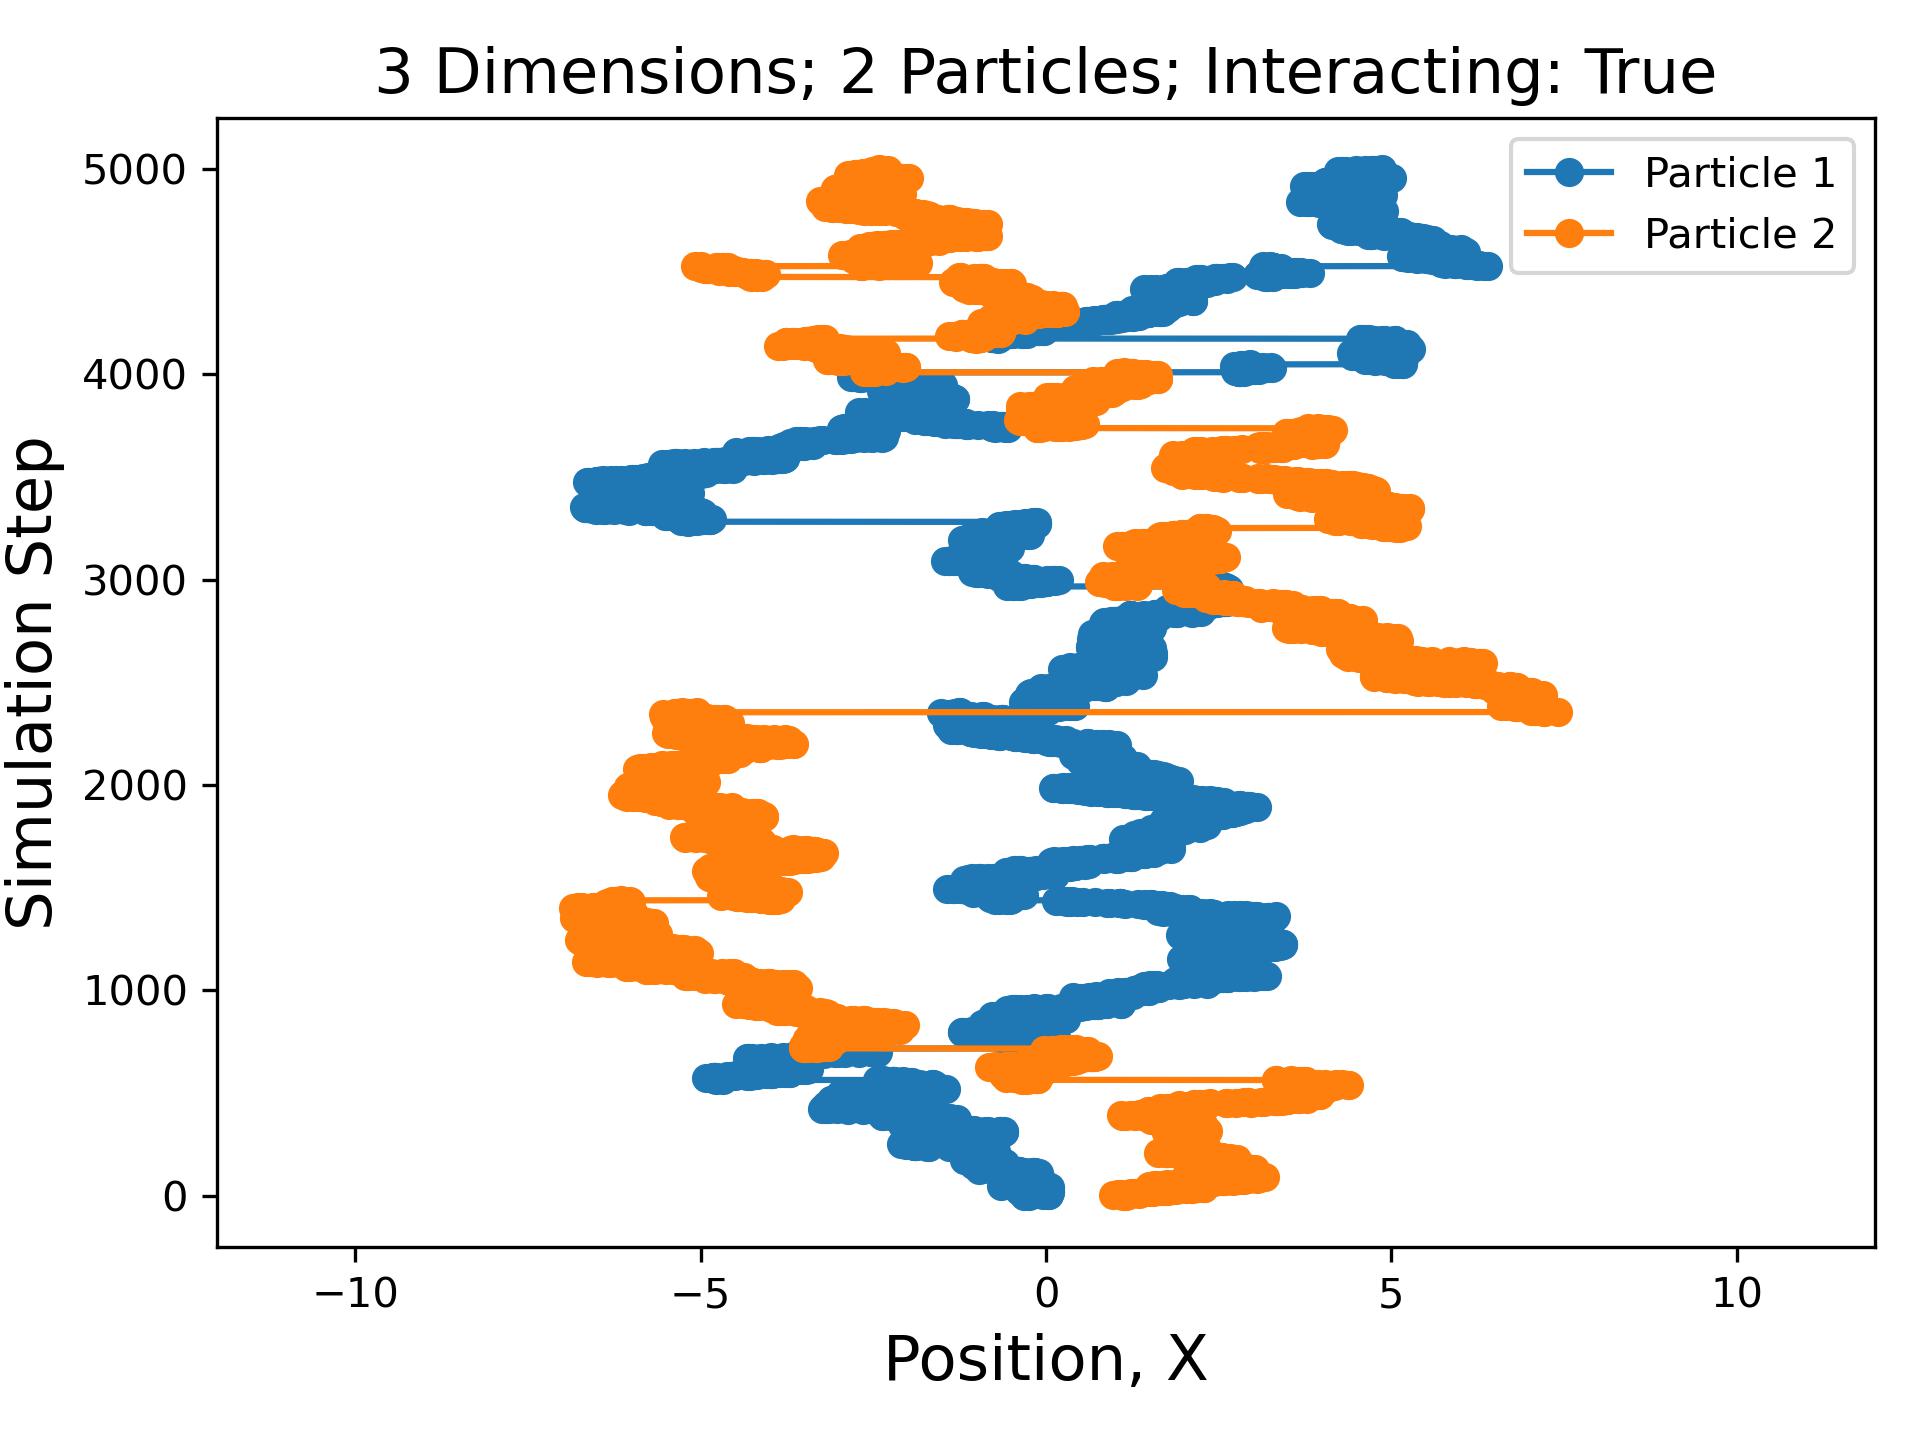 3 Dimensions; 2 Particles; Interacting: True
Particle 1
Particle 2
Simulation Step
5000
4000
3000
2000
1000
0
−10
−5
0
5
10
Position, X